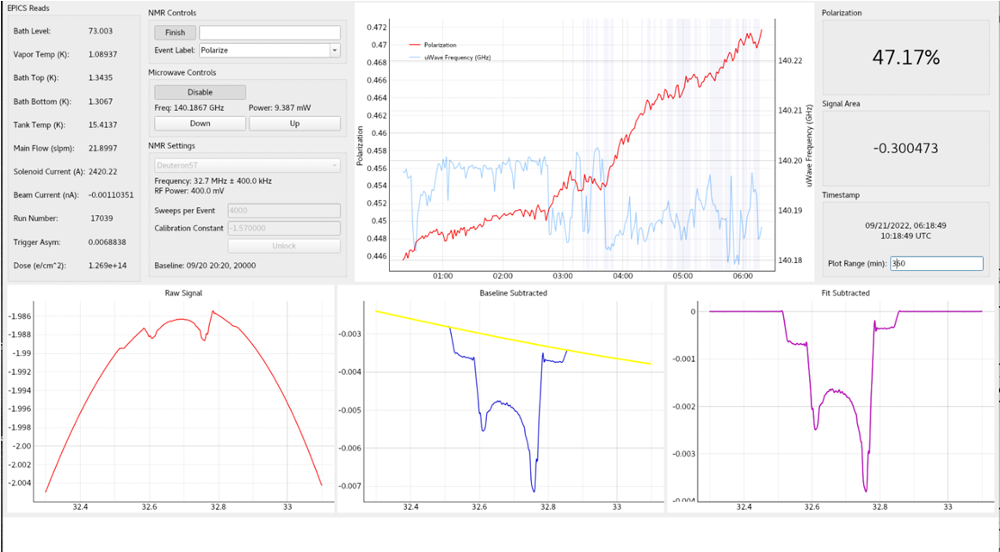 EPICS Reads
Bath Level: 73.003
Vapor Temp (K): 1.08937
Bath Top (K): 1.3435
Bath Bottom (K): 1.3067
Tank Temp (K): 15.4137
Main Flow (slpm): 21.8997
Solenoid Current (A): 2420.22
Beam Current (nA): -0.00110351
Run Number: 17039
Trigger Asym: 0.0068838
Dose (e/cm^2): 1.269e+14
NMR Controls
Finish
Event Label: Polarize
Microwave Controls
Disable
Freq: 140.1867 GHz Power: 9.387 mW
Down Up
NMR Settings
Deuteron5T
Frequency: 32.7 MHz ± 400.0 kHz
RF Power: 400.0 mV
Sweeps per Event 4000
Calibration Constant -1.570000
Unlock
Baseline: 09/20 20:20, 20000
Polarization
uWave Frequency (GHz)
0.472
0.47
0.468
0.466
0.464
0.462
0.46
0.458
0.456
0.454
0.452
0.45
0.448
0.446
Polarization
140.22
140.21
140.20
140.19
140.18
uWave Frequency (GHz)
01:00 02:00 03:00 04:00 05:00 06:00
Polarization
47.17%
Signal Area
-0.300473
Timestamp
09/21/2022, 06:18:49
10:18:49 UTC
Plot Range (min): 360
Raw Signal
-1.986
-1.988
-1.99
-1.992
-1.994
-1.996
-1.998
-2.00
-2.002
-2.004
32.4 32.6 32.8 33
Baseline Subtracted
-0.003
-0.004
-0.005
-0.006
-0.007
32.4 32.6 32.8 33
Fit Subtracted
0
-0.001
-0.002
-0.003
-0.004
32.4 32.6 32.8 33